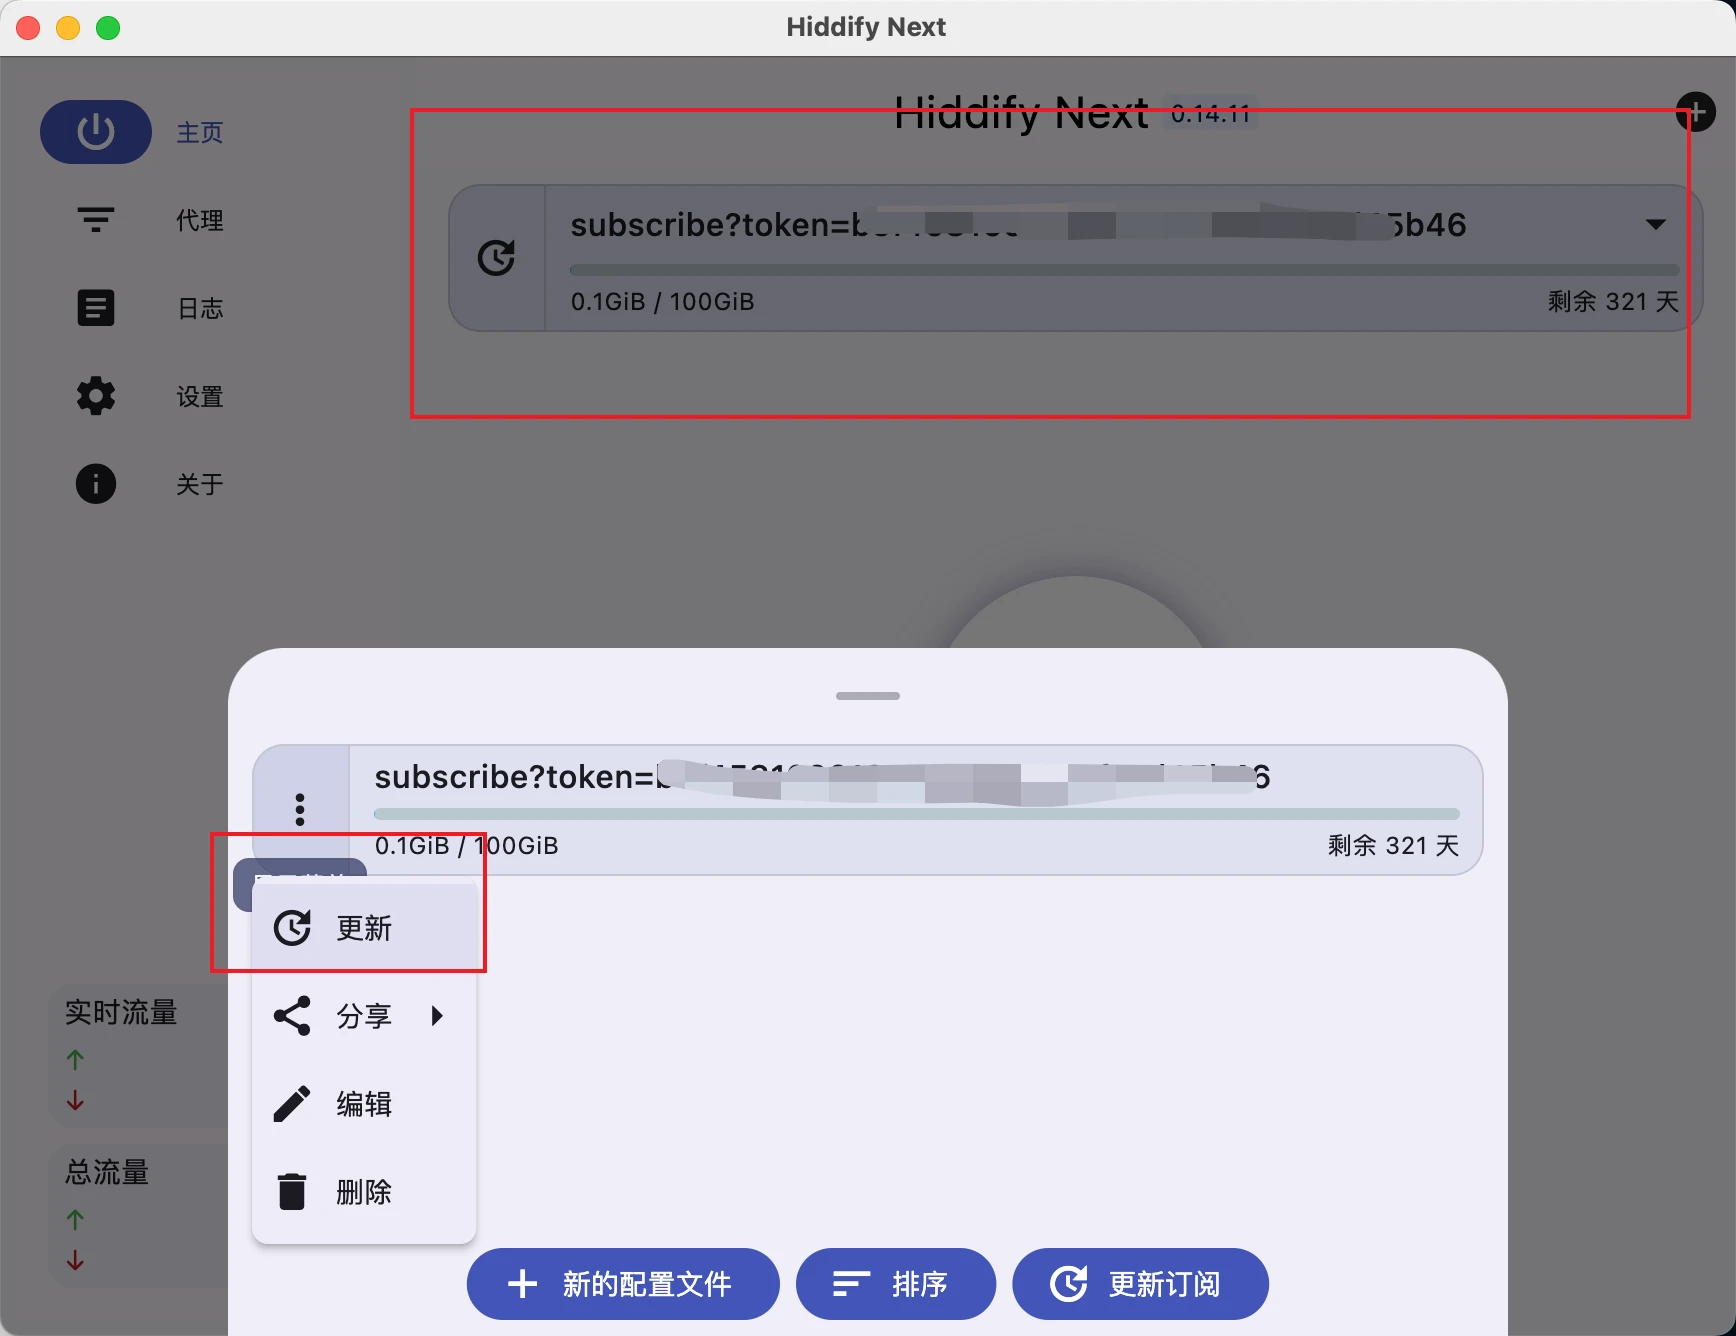 Hiddify Next
主页
Hiddify Next 0.14.11
代理
日志
设置
关于
subscribe?token=
5b46
0.1GiB / 100GiB
剩余 321 天
subscribe?token=
6
0.1GiB / 100GiB
剩余 321 天
更新
分享
编辑
删除
实时流量
↑
↓
总流量
↑
↓
新的配置文件
排序
更新订阅